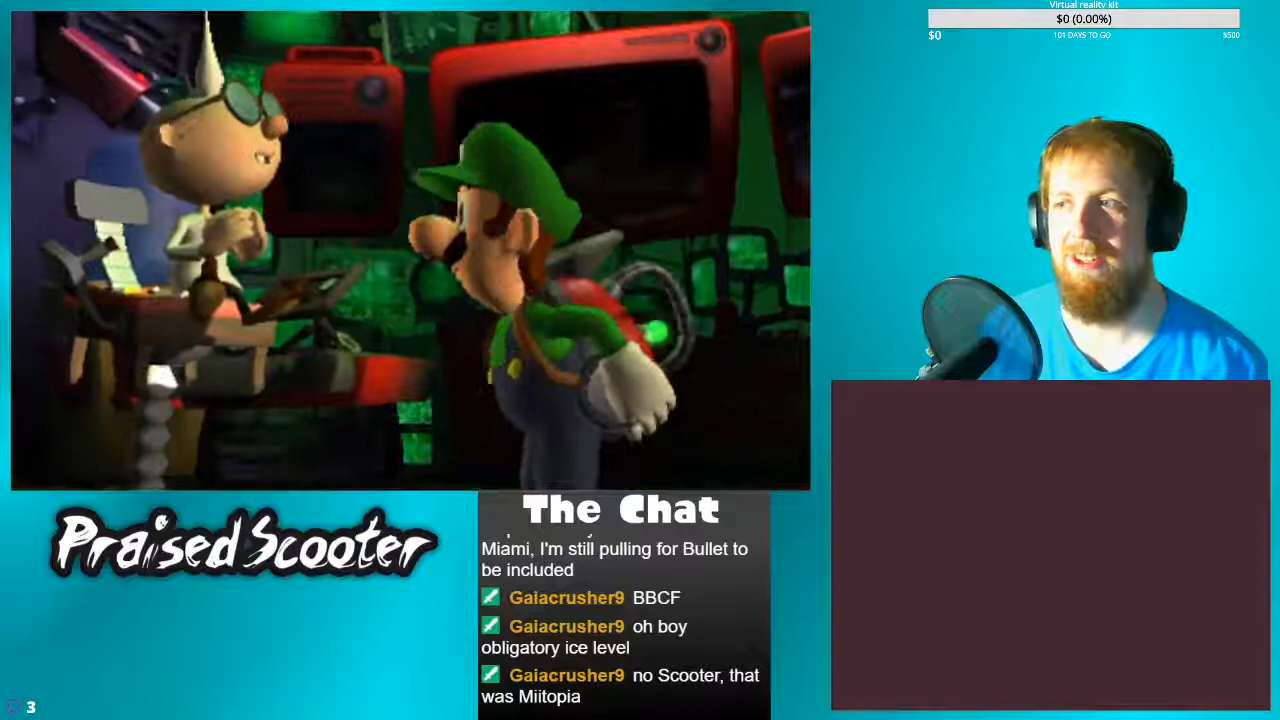 Virtual reality kit
$0 (0.00%)
$0 101 DAYS TO GO $500
PraisedScooter
The Chat
Miami, I'm still pulling for Bullet to
be included
Gaiacrusher9 BBCF
Gaiacrusher9 oh boy
obligatory ice level
Gaiacrusher9 no Scooter, that
was Miitopia
3